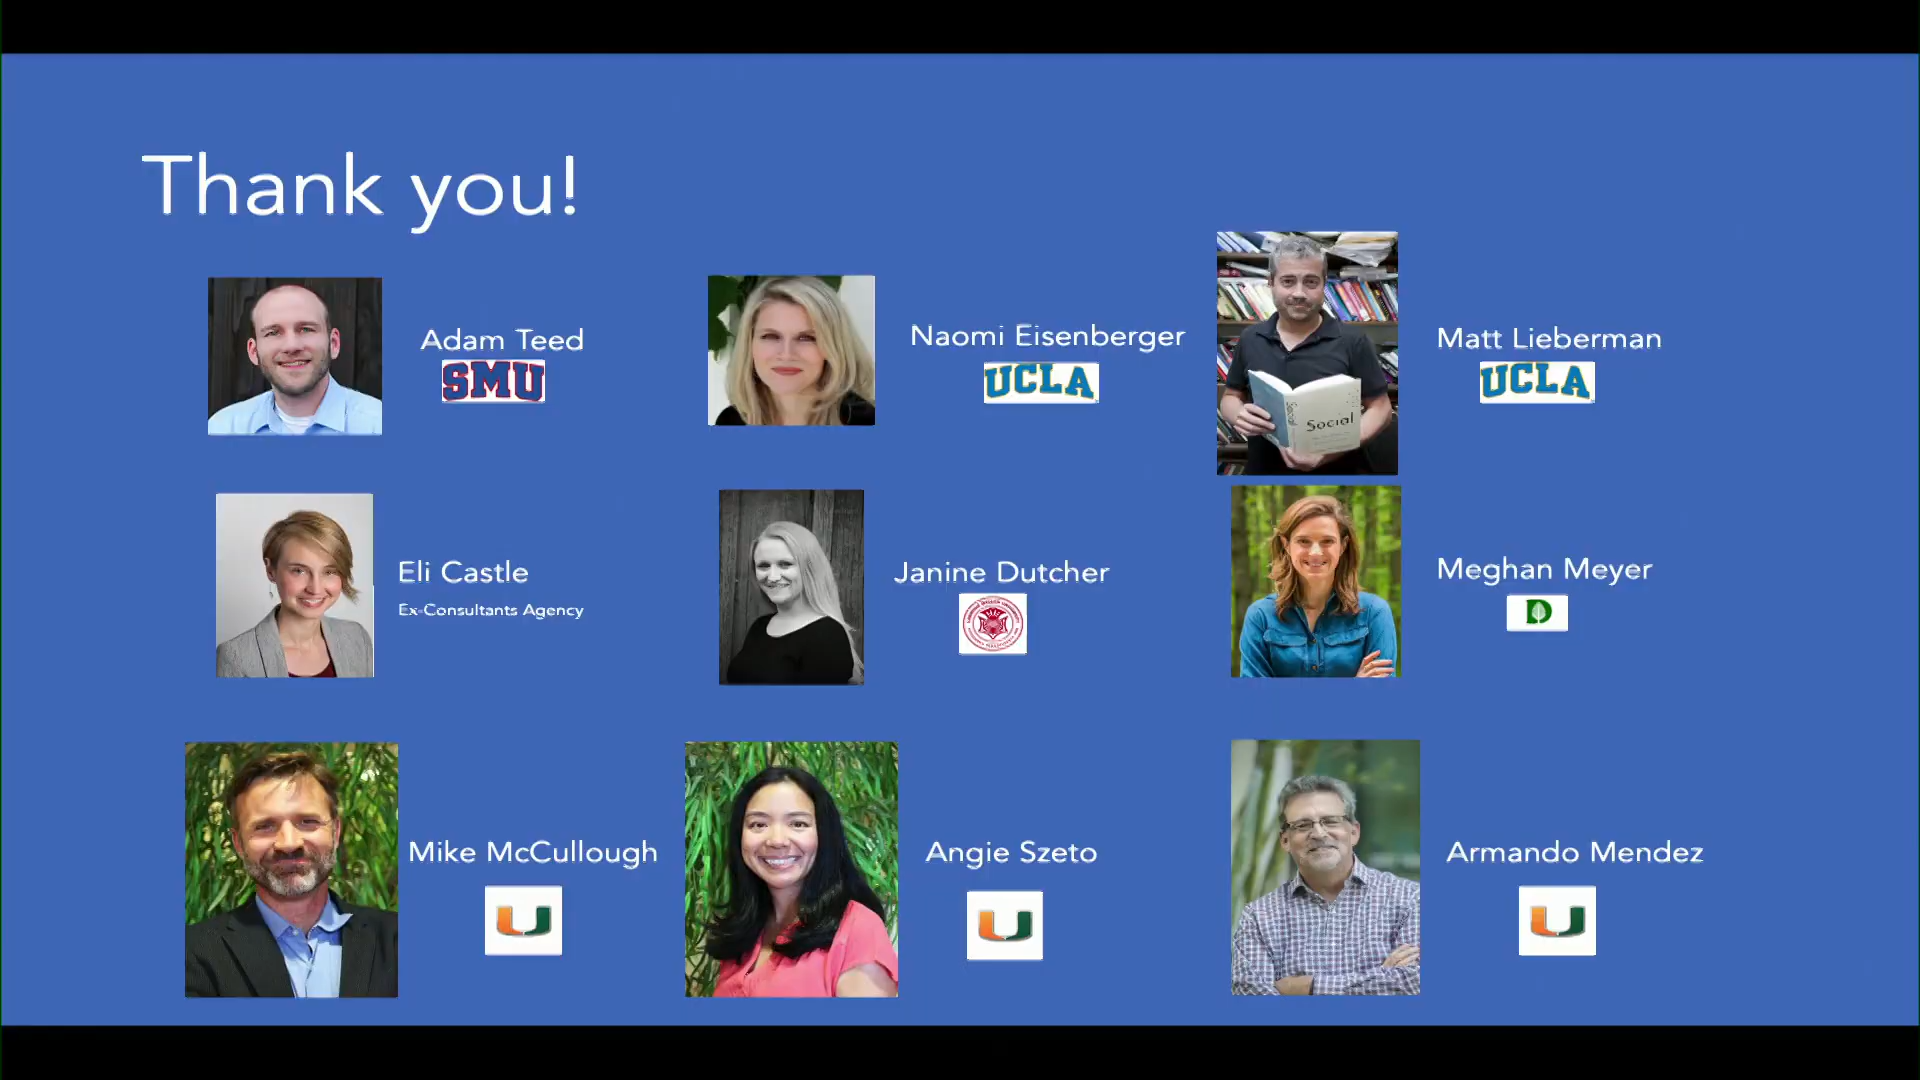 Thank you!
Adam Teed
SMU
Naomi Eisenberger
UCLA
Matt Lieberman
UCLA
Social
Social
Eli Castle
Ex-Consultants Agency
Janine Dutcher
Meghan Meyer
D
Mike McCullough
U
Angie Szeto
U
Armando Mendez
U